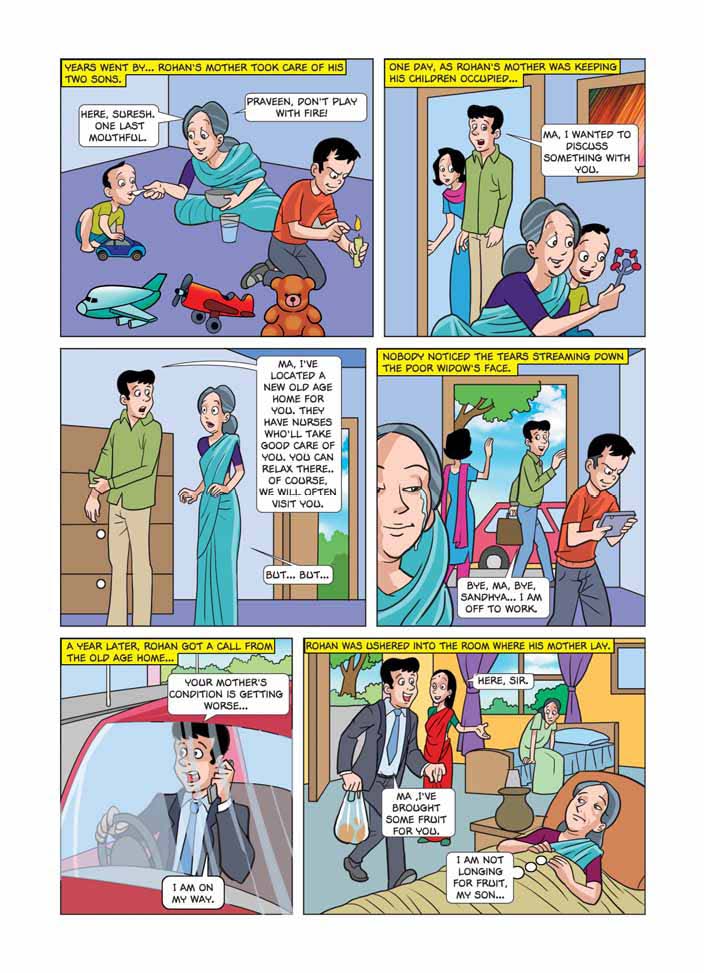 YEARS WENT BY... ROHAN'S MOTHER TOOK CARE OF HIS
TWO SONS.
HERE, SURESH.
ONE LAST
MOUTHFUL.
PRAVEEN, DON'T PLAY
WITH FIRE!
ONE DAY, AS ROHAN'S MOTHER WAS KEEPING
HIS CHILDREN OCCUPIED...
MA, I WANTED TO
DISCUSS
SOMETHING WITH
YOU.
MA, I'VE
LOCATED A
NEW OLD AGE
HOME FOR
YOU. THEY
HAVE NURSES
WHO'LL TAKE
GOOD CARE OF
YOU. YOU CAN
RELAX THERE..
OF COURSE,
WE WILL OFTEN
VISIT YOU.
BUT... BUT...
NOBODY NOTICED THE TEARS STREAMING DOWN
THE POOR WIDOW'S FACE.
BYE, MA, BYE,
SANDHYA... I AM
OFF TO WORK.
A YEAR LATER, ROHAN GOT A CALL FROM
THE OLD AGE HOME...
YOUR MOTHER'S
CONDITION IS GETTING
WORSE...
I AM ON
MY WAY.
ROHAN WAS USHERED INTO THE ROOM WHERE HIS MOTHER LAY.
HERE, SIR.
MA ,I'VE
BROUGHT
SOME FRUIT
FOR YOU.
I AM NOT
LONGING
FOR FRUIT,
MY SON...